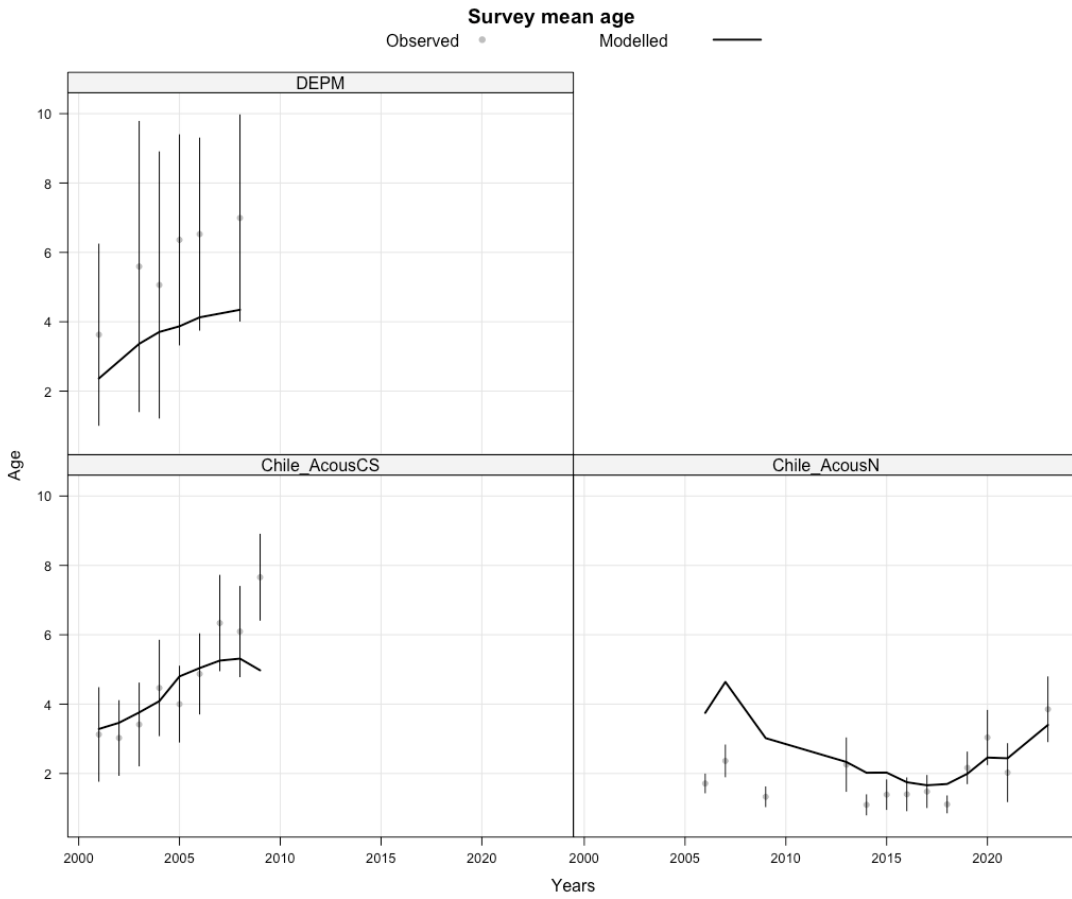 Survey mean age
Observed Modelled
DEPM
10
8
6
4
2
Age
Chile_AcousCS Chile_AcousN
10
8
6
4
2
2000 2005 2010 2015 2020 2000 2005 2010 2015 2020
Years